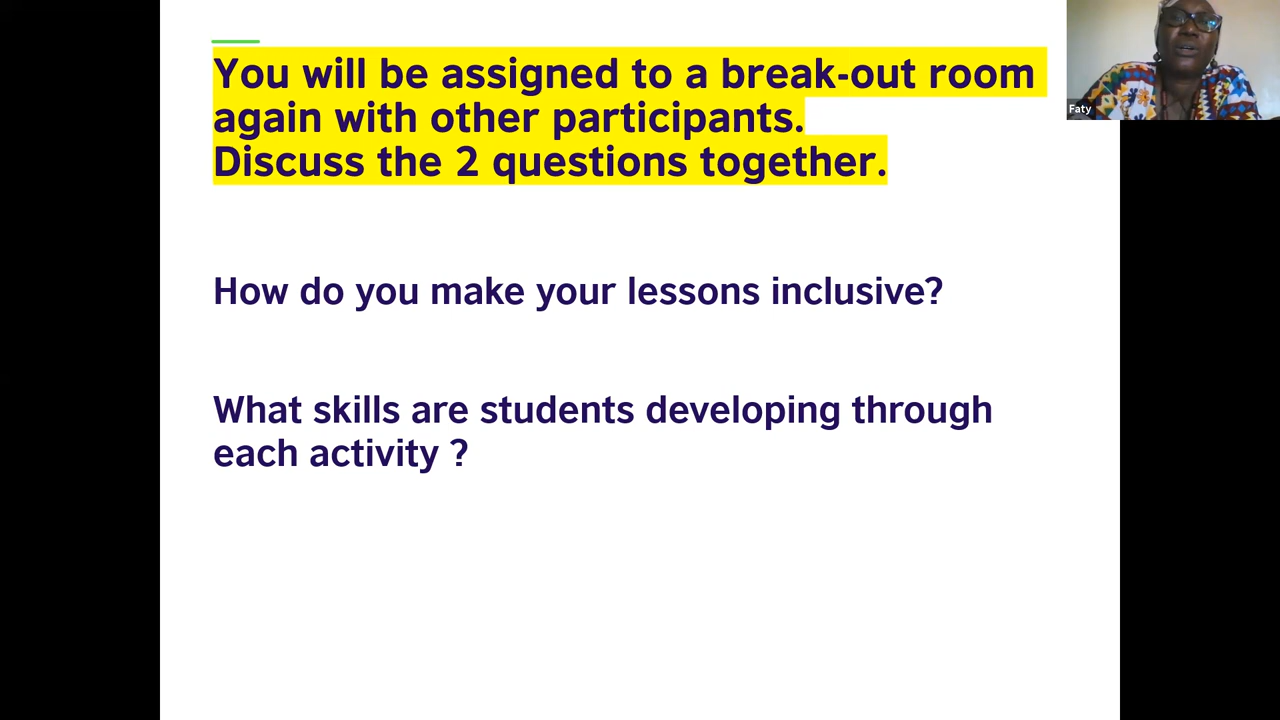 You will be assigned to a break-out room
again with other participants.
Discuss the 2 questions together.
How do you make your lessons inclusive?
What skills are students developing through
each activity ?
Faty